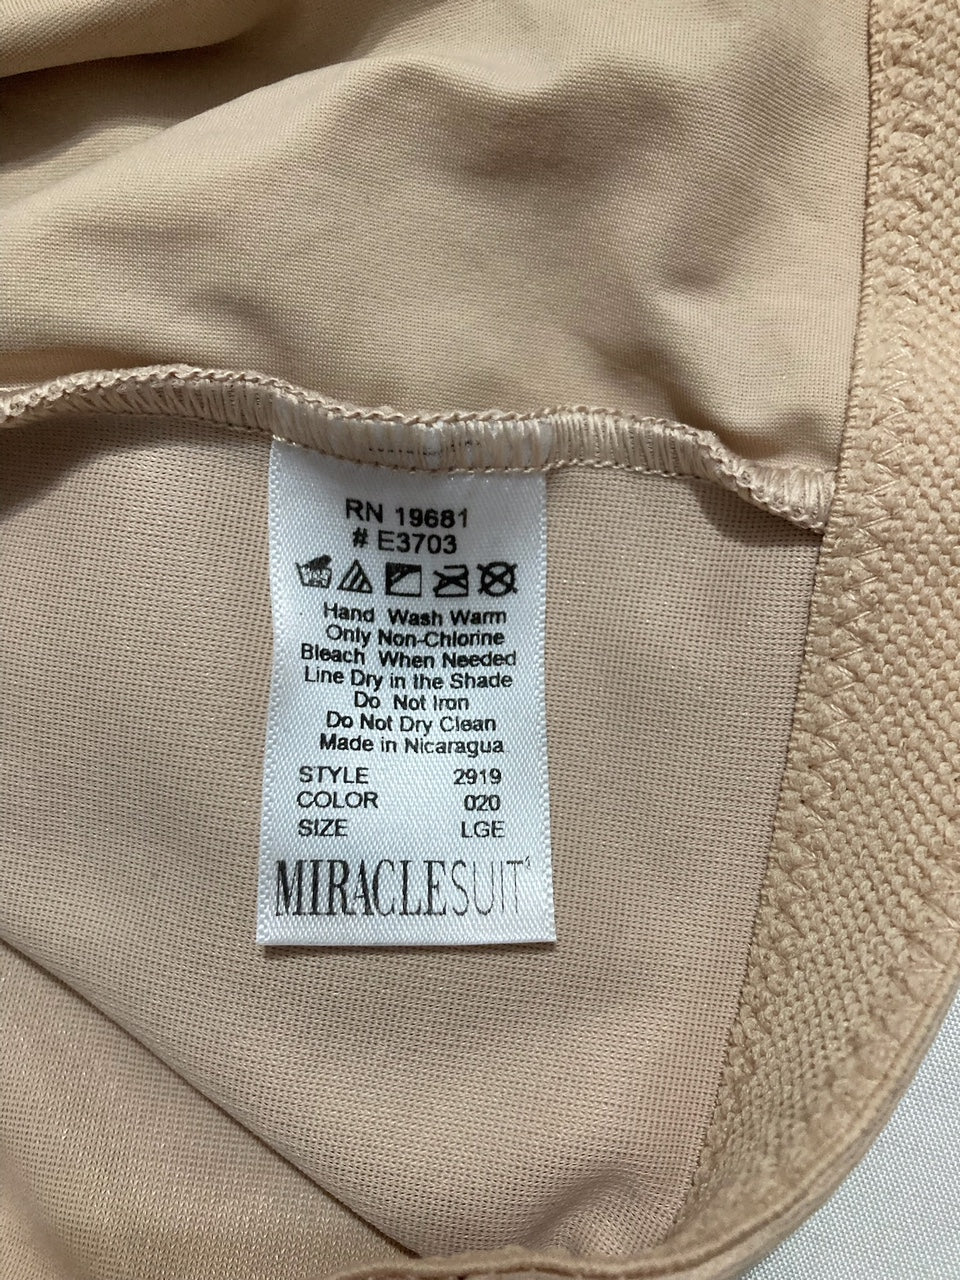 RN 19681
# E3703
Hand Wash Warm
Only Non-Chlorine
Bleach When Needed
Line Dry in the Shade
Do Not Iron
Do Not Dry Clean
Made in Nicaragua
STYLE 2919
COLOR 020
SIZE LGE
MIRACLESUIT